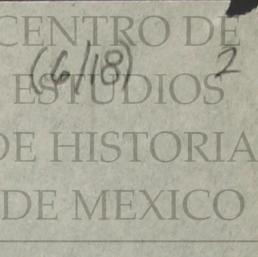 CENTRO DE
(6/18) 2
ESTUDIOS
DE HISTORIA
DE MEXICO